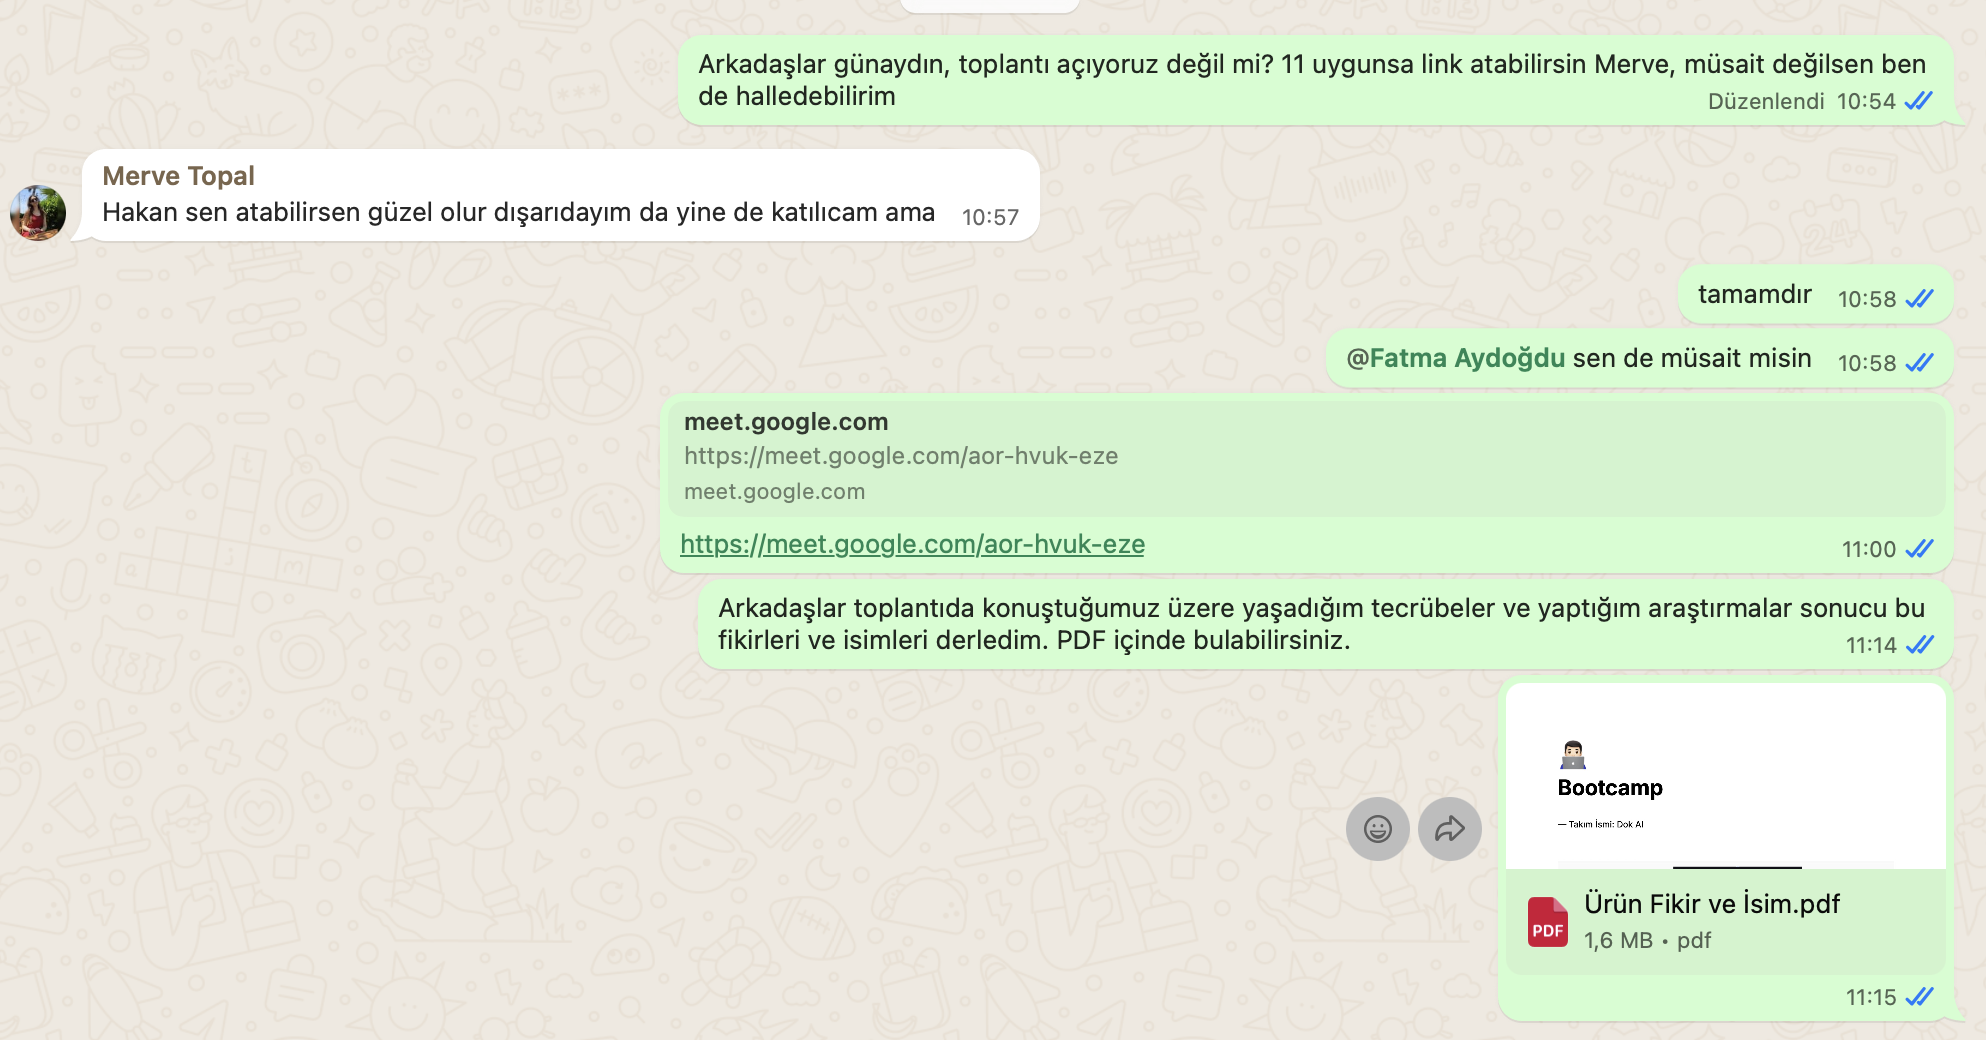 Arkadaşlar günaydın, toplantı açıyoruz değil mi? 11 uygunsa link atabilirsin Merve, müsait değilsen ben
de halledebilirim
Düzenlendi 10:54
Merve Topal
Hakan sen atabilirsen güzel olur dışarıdayım da yine de katılıcam ama 10:57
tamamdır 10:58
@Fatma Aydoğdu sen de müsait misin 10:58
meet.google.com
https://meet.google.com/aor-hvuk-eze
meet.google.com
https://meet.google.com/aor-hvuk-eze
11:00
Arkadaşlar toplantıda konuştuğumuz üzere yaşadığım tecrübeler ve yaptığım araştırmalar sonucu bu
fikirleri ve isimleri derledim. PDF içinde bulabilirsiniz.
11:14
Bootcamp
— Takım İsmi: Dok AI
PDF
Ürün Fikir ve İsim.pdf
1,6 MB • pdf
11:15